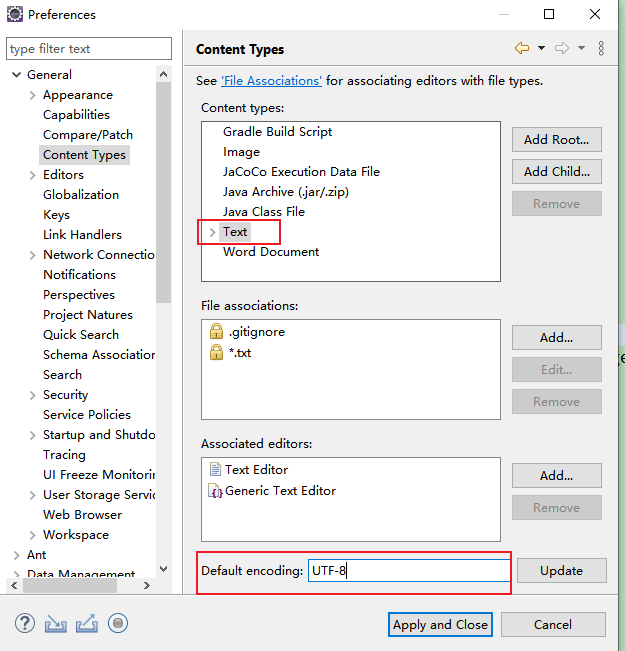 Preferences
type filter text
General
Appearance
Capabilities
Compare/Patch
Content Types
Editors
Globalization
Keys
Link Handlers
Network Connectio
Notifications
Perspectives
Project Natures
Quick Search
Schema Association
Search
Security
Service Policies
Startup and Shutdo
Tracing
UI Freeze Monitorin
User Storage Servic
Web Browser
Workspace
Ant
Data Management
Content Types
See 'File Associations' for associating editors with file types.
Content types:
Gradle Build Script
Image
JaCoCo Execution Data File
Java Archive (.jar/.zip)
Java Class File
Text
Word Document
Add Root...
Add Child...
Remove
File associations:
.gitignore
*.txt
Add...
Edit...
Remove
Associated editors:
Text Editor
Generic Text Editor
Add...
Remove
Default encoding: UTF-8
Update
Apply and Close
Cancel